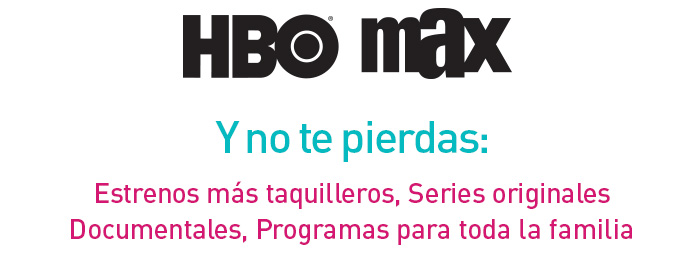 HBO® max
Y no te pierdas:
Estrenos más taquilleros, Series originales
Documentales, Programas para toda la familia